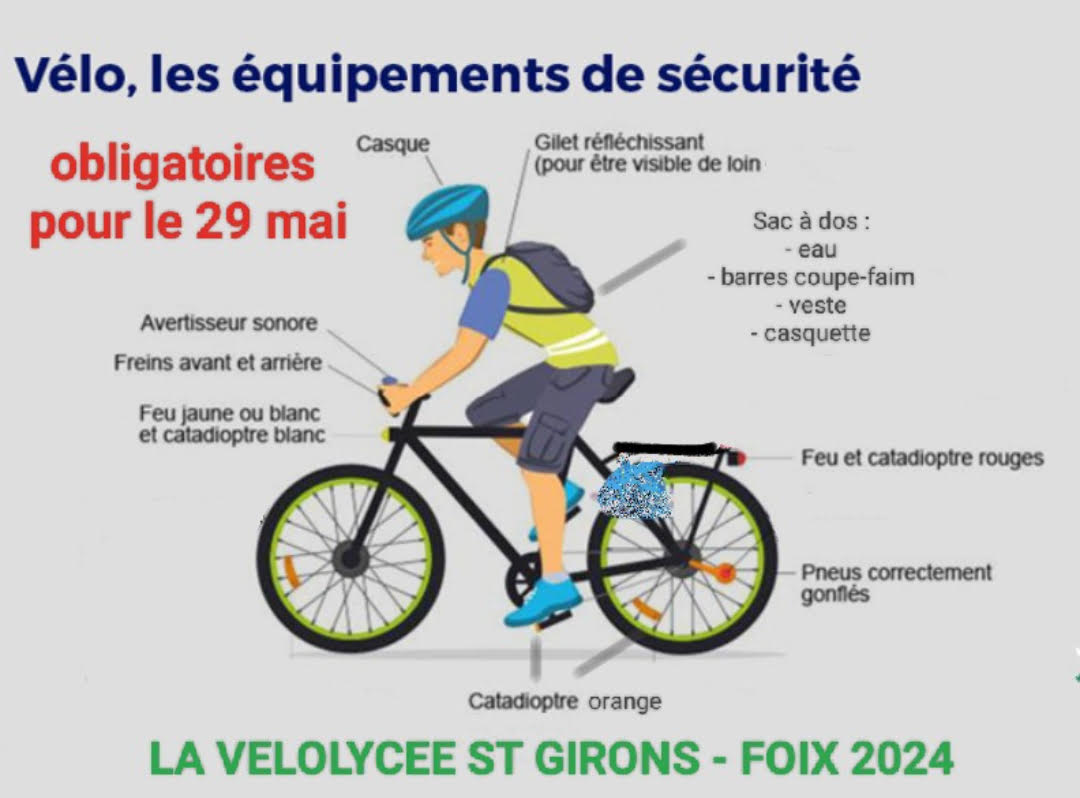 Vélo, les équipements de sécurité
obligatoires
pour le 29 mai
Casque
Gilet réfléchissant
(pour être visible de loin
Sac à dos :
- eau
- barres coupe-faim
- veste
- casquette
Avertisseur sonore
Freins avant et arrière
Feu jaune ou blanc
et catadioptre blanc
Feu et catadioptre rouges
Pneus correctement
gonflés
Catadioptre orange
LA VELOLYCEE ST GIRONS - FOIX 2024